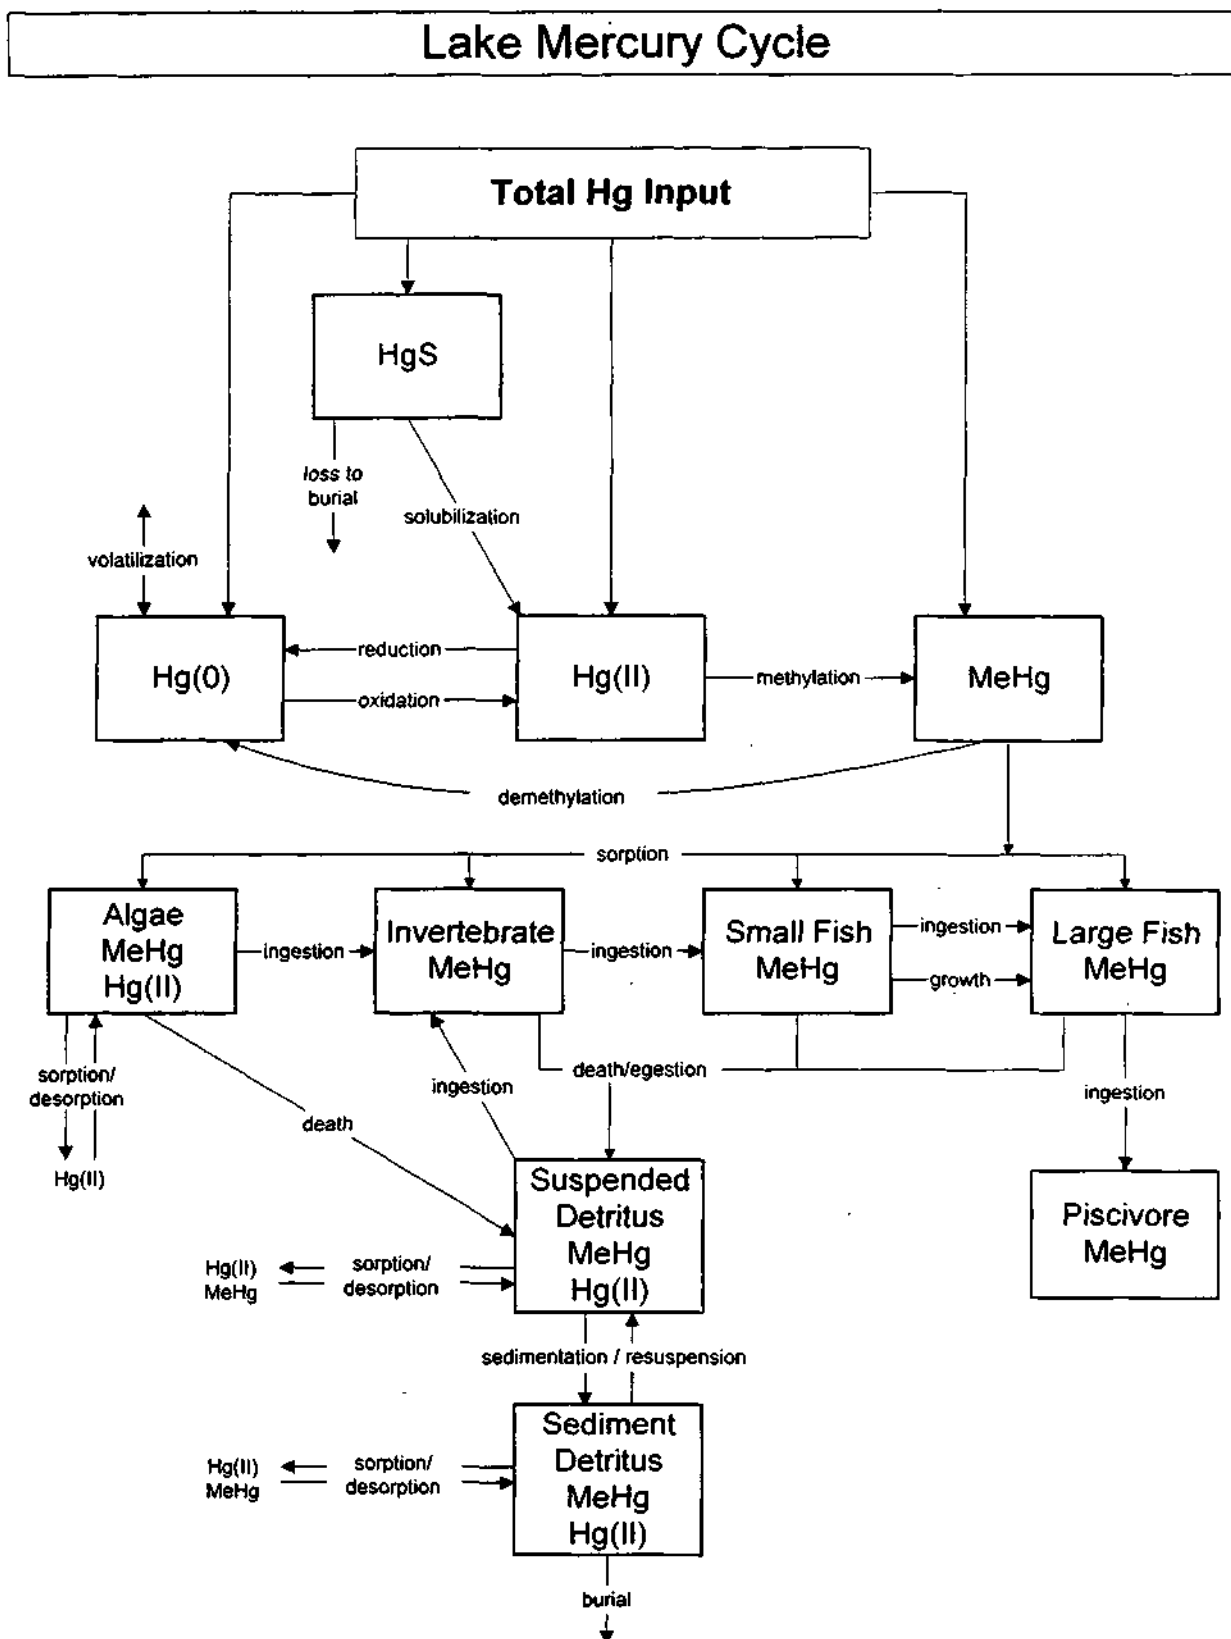 Lake Mercury Cycle
Total Hg Input
HgS
loss to
burial
solubilization
volatilization
Hg(0)
reduction
oxidation
Hg(II)
methylation
MeHg
demethylation
sorption
Algae
MeHg
Hg(II)
ingestion
Invertebrate
MeHg
ingestion
Small Fish
MeHg
ingestion
growth
Large Fish
MeHg
sorption/
desorption
Hg(II)
death
ingestion
death/egestion
ingestion
Suspended
Detritus
MeHg
Hg(II)
Piscivore
MeHg
Hg(II)
MeHg
sorption/
desorption
sedimentation / resuspension
Sediment
Detritus
MeHg
Hg(II)
Hg(II)
MeHg
sorption/
desorption
burial